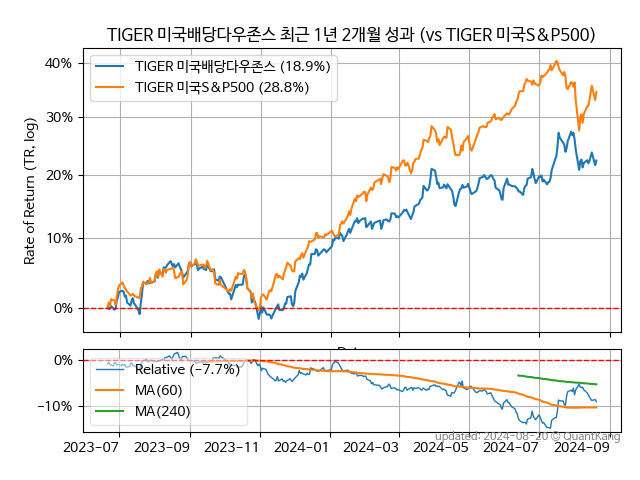 TIGER 미국배당다우존스 최근 1년 2개월 성과 (vs TIGER 미국S&P500)
40%
30%
20%
10%
0%
Rate of Return (TR, log)
TIGER 미국배당다우존스 (18.9%)
TIGER 미국S&P500 (28.8%)
0%
−10%
Relative (−7.7%)
MA(60)
MA(240)
updated: 2024-08-20 © QuantKang
2023−07
2023−09
2023−11
2024−01
2024−03
2024−05
2024−07
2024−09